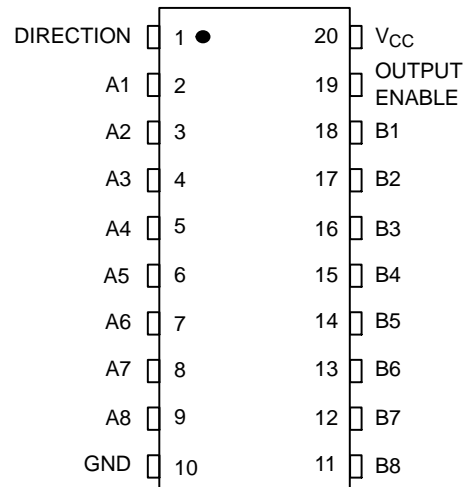 DIRECTION 1 20 VCC
A1 2 19 OUTPUT ENABLE
A2 3 18 B1
A3 4 17 B2
A4 5 16 B3
A5 6 15 B4
A6 7 14 B5
A7 8 13 B6
A8 9 12 B7
GND 10 11 B8